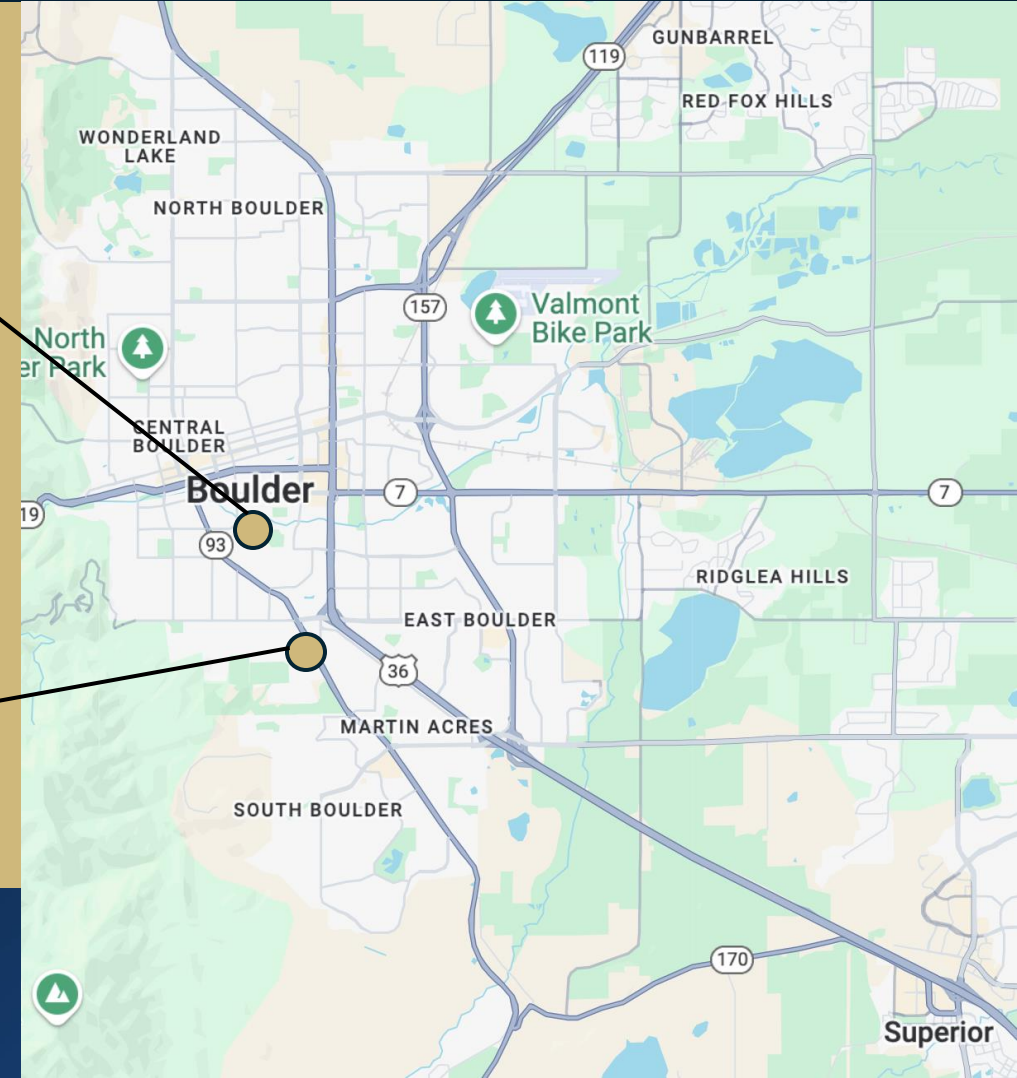 GUNBARREL
119
RED FOX HILLS
WONDERLAND
LAKE
NORTH BOULDER
157
Valmont
Bike Park
North
er Park
CENTRAL
BOULDER
Boulder
7
7
19
93
RIDGLEA HILLS
EAST BOULDER
36
MARTIN ACRES
SOUTH BOULDER
170
Superior